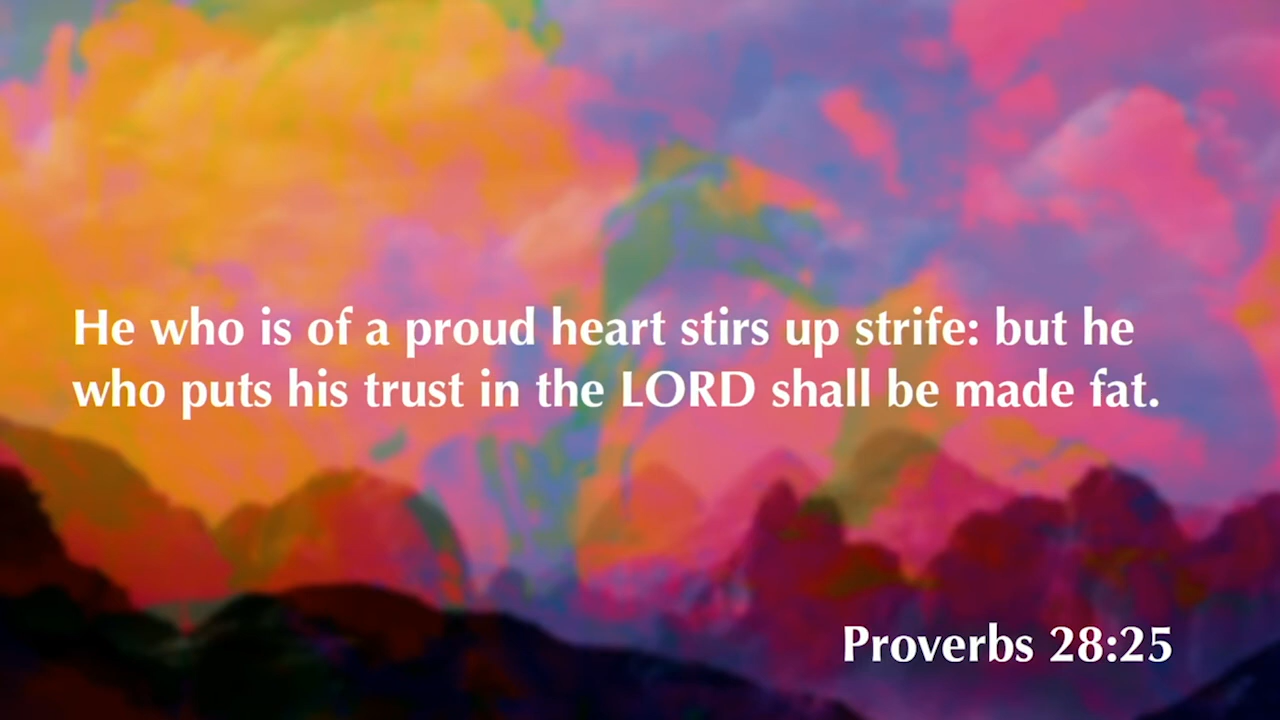 He who is of a proud heart stirs up strife: but he
who puts his trust in the LORD shall be made fat.
Proverbs 28:25